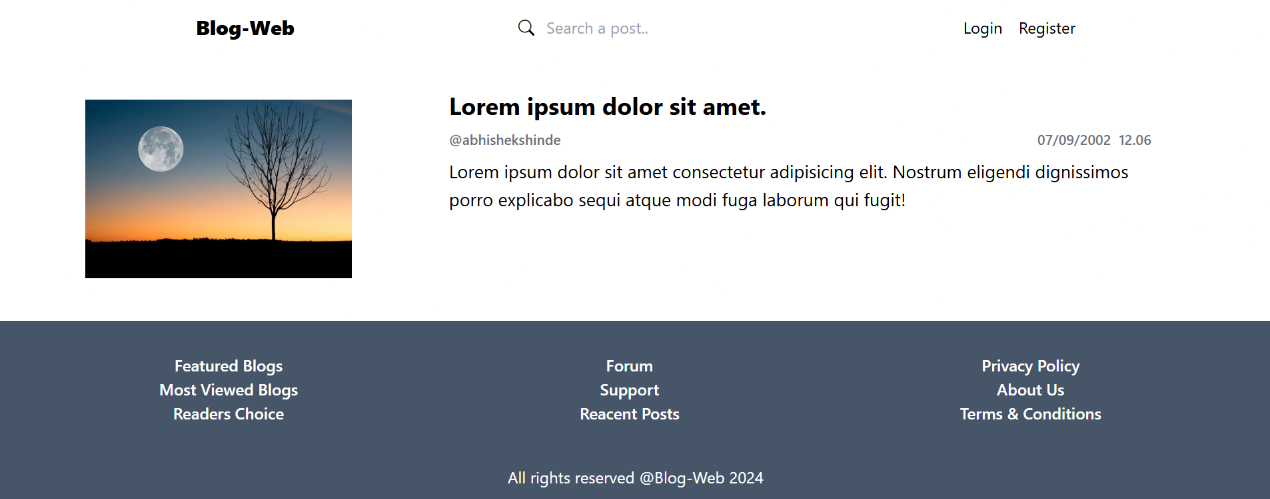 Blog-Web
Search a post..
Login Register
Lorem ipsum dolor sit amet.
@abhishekshinde 07/09/2002 12.06
Lorem ipsum dolor sit amet consectetur adipisicing elit. Nostrum eligendi dignissimos
porro explicabo sequi atque modi fuga laborum qui fugit!
Featured Blogs
Most Viewed Blogs
Readers Choice
Forum
Support
Reacent Posts
Privacy Policy
About Us
Terms & Conditions
All rights reserved @Blog-Web 2024